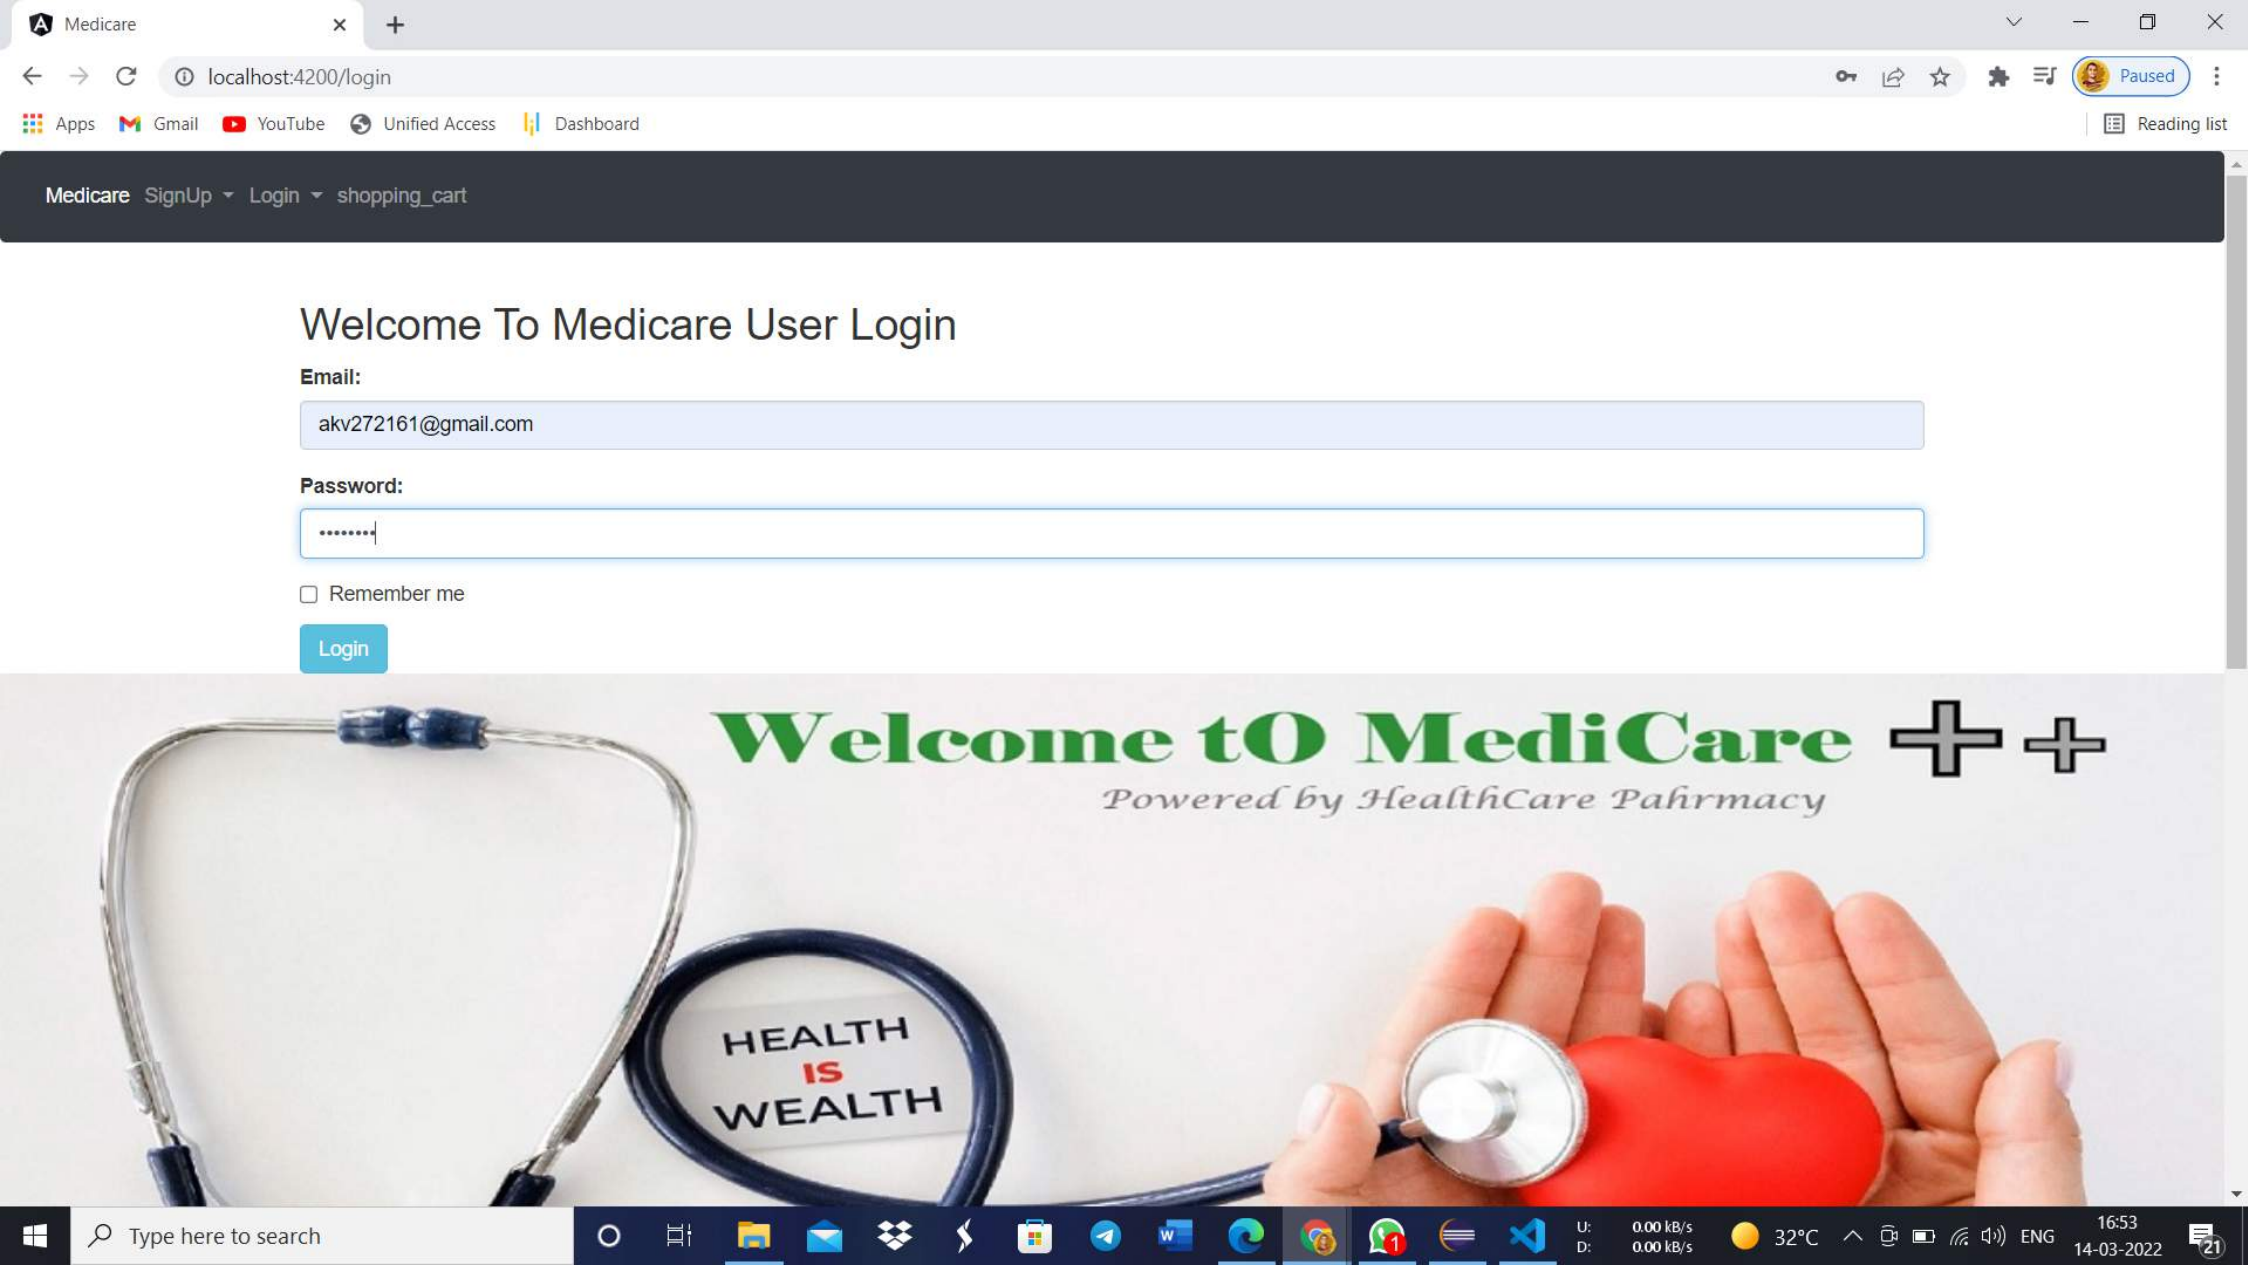 Medicare
localhost:4200/login
Paused
Apps Gmail YouTube Unified Access Dashboard Reading list
Medicare SignUp Login shopping_cart
Welcome To Medicare User Login
Email:
akv272161@gmail.com
Password:
••••••••
Remember me
Login
Welcome tO MediCare
Powered by HealthCare Pahrmacy
HEALTH
IS
WEALTH
Type here to search
W
1
U: 0.00 kB/s
D: 0.00 kB/s
32°C
ENG
16:53
14-03-2022
21